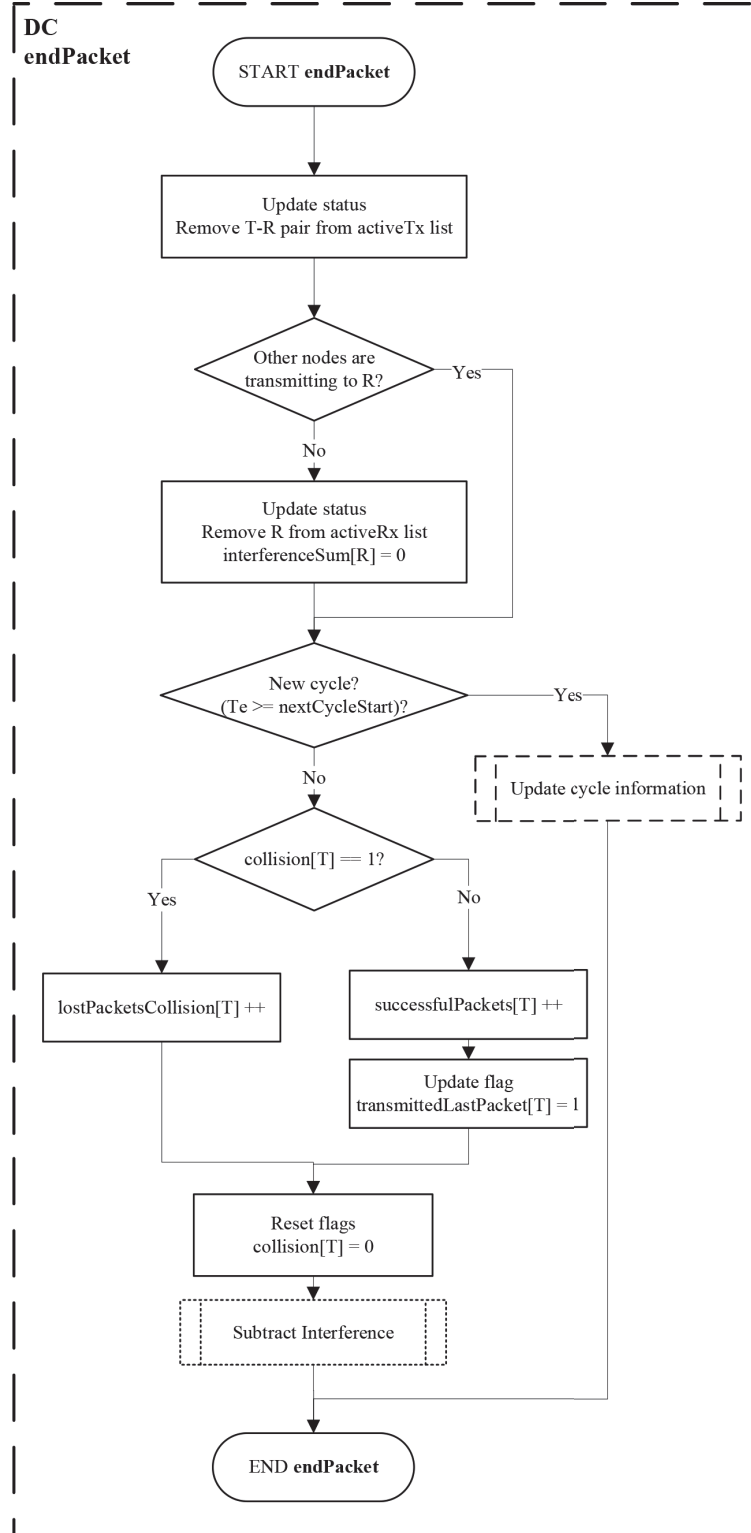 DC
endPacket
START endPacket
Update status
Remove T-R pair from activeTx list
Other nodes are
transmitting to R?
Yes
No
Update status
Remove R from activeRx list
interferenceSum[R] = 0
New cycle?
(Te >= nextCycleStart)?
Yes
No
Update cycle information
collision[T] == 1?
Yes
No
lostPacketsCollision[T] ++
successfulPackets[T] ++
Update flag
transmittedLastPacket[T] = 1
Reset flags
collision[T] = 0
Subtract Interference
END endPacket